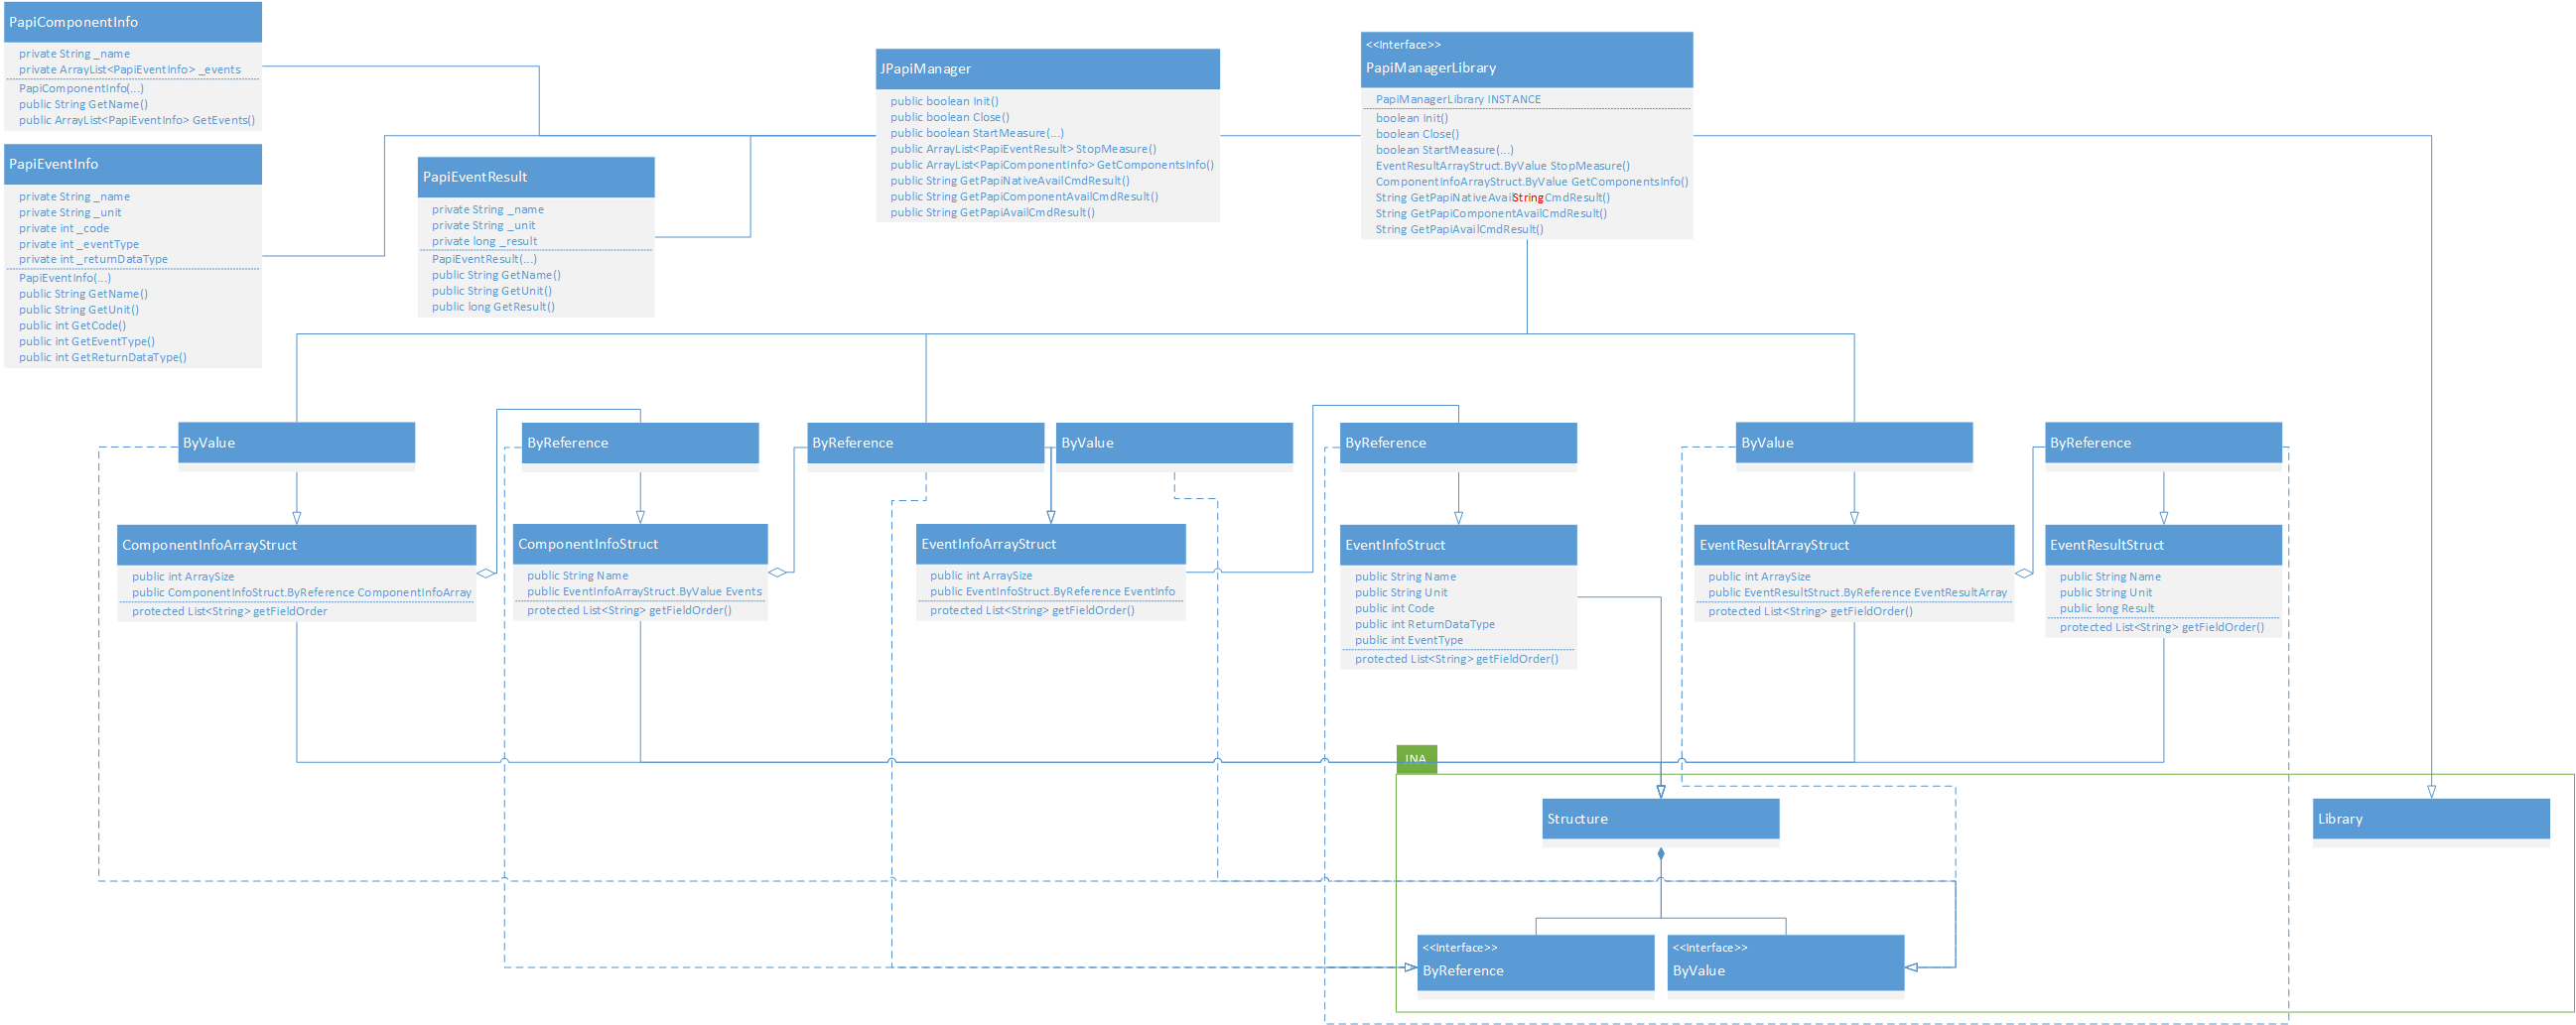 PapiComponentInfo
private String _name
private ArrayList<PapiEventInfo> _events
PapiComponentInfo(...)
public String GetName()
public ArrayList<PapiEventInfo> GetEvents()
PapiEventInfo
private String _name
private String _unit
private int _code
private int _eventType
private int _returnDataType
PapiEventInfo(...)
public String GetName()
public String GetUnit()
public int GetCode()
public int GetEventType()
public int GetReturnDataType()
PapiEventResult
private String _name
private String _unit
private long _result
PapiEventResult(...)
public String GetName()
public String GetUnit()
public long GetResult()
JPapiManager
public boolean Init()
public boolean Close()
public boolean StartMeasure(...)
public ArrayList<PapiEventResult> StopMeasure()
public ArrayList<PapiComponentInfo> GetComponentsInfo()
public String GetPapiNativeAvailCmdResult()
public String GetPapiComponentAvailCmdResult()
public String GetPapiAvailCmdResult()
<<Interface>>
PapiManagerLibrary
PapiManagerLibrary INSTANCE
boolean Init()
boolean Close()
boolean StartMeasure(...)
EventResultArrayStruct.ByValue StopMeasure()
ComponentInfoArrayStruct.ByValue GetComponentsInfo()
String GetPapiNativeAvailStringCmdResult()
String GetPapiComponentAvailCmdResult()
String GetPapiAvailCmdResult()
ByValue
ByReference
ByReference
ByValue
ByReference
ByValue
ByReference
ComponentInfoArrayStruct
public int ArraySize
public ComponentInfoStruct.ByReference ComponentInfoArray
protected List<String> getFieldOrder
ComponentInfoStruct
public String Name
public EventInfoArrayStruct.ByValue Events
protected List<String> getFieldOrder()
EventInfoArrayStruct
public int ArraySize
public EventInfoStruct.ByReference EventInfo
protected List<String> getFieldOrder()
EventInfoStruct
public String Name
public String Unit
public int Code
public int ReturnDataType
public int EventType
protected List<String> getFieldOrder()
EventResultArrayStruct
public int ArraySize
public EventResultStruct.ByReference EventResultArray
protected List<String> getFieldOrder()
EventResultStruct
public String Name
public String Unit
public long Result
protected List<String> getFieldOrder()
JNA
Structure
Library
<<Interface>>
ByReference
<<Interface>>
ByValue